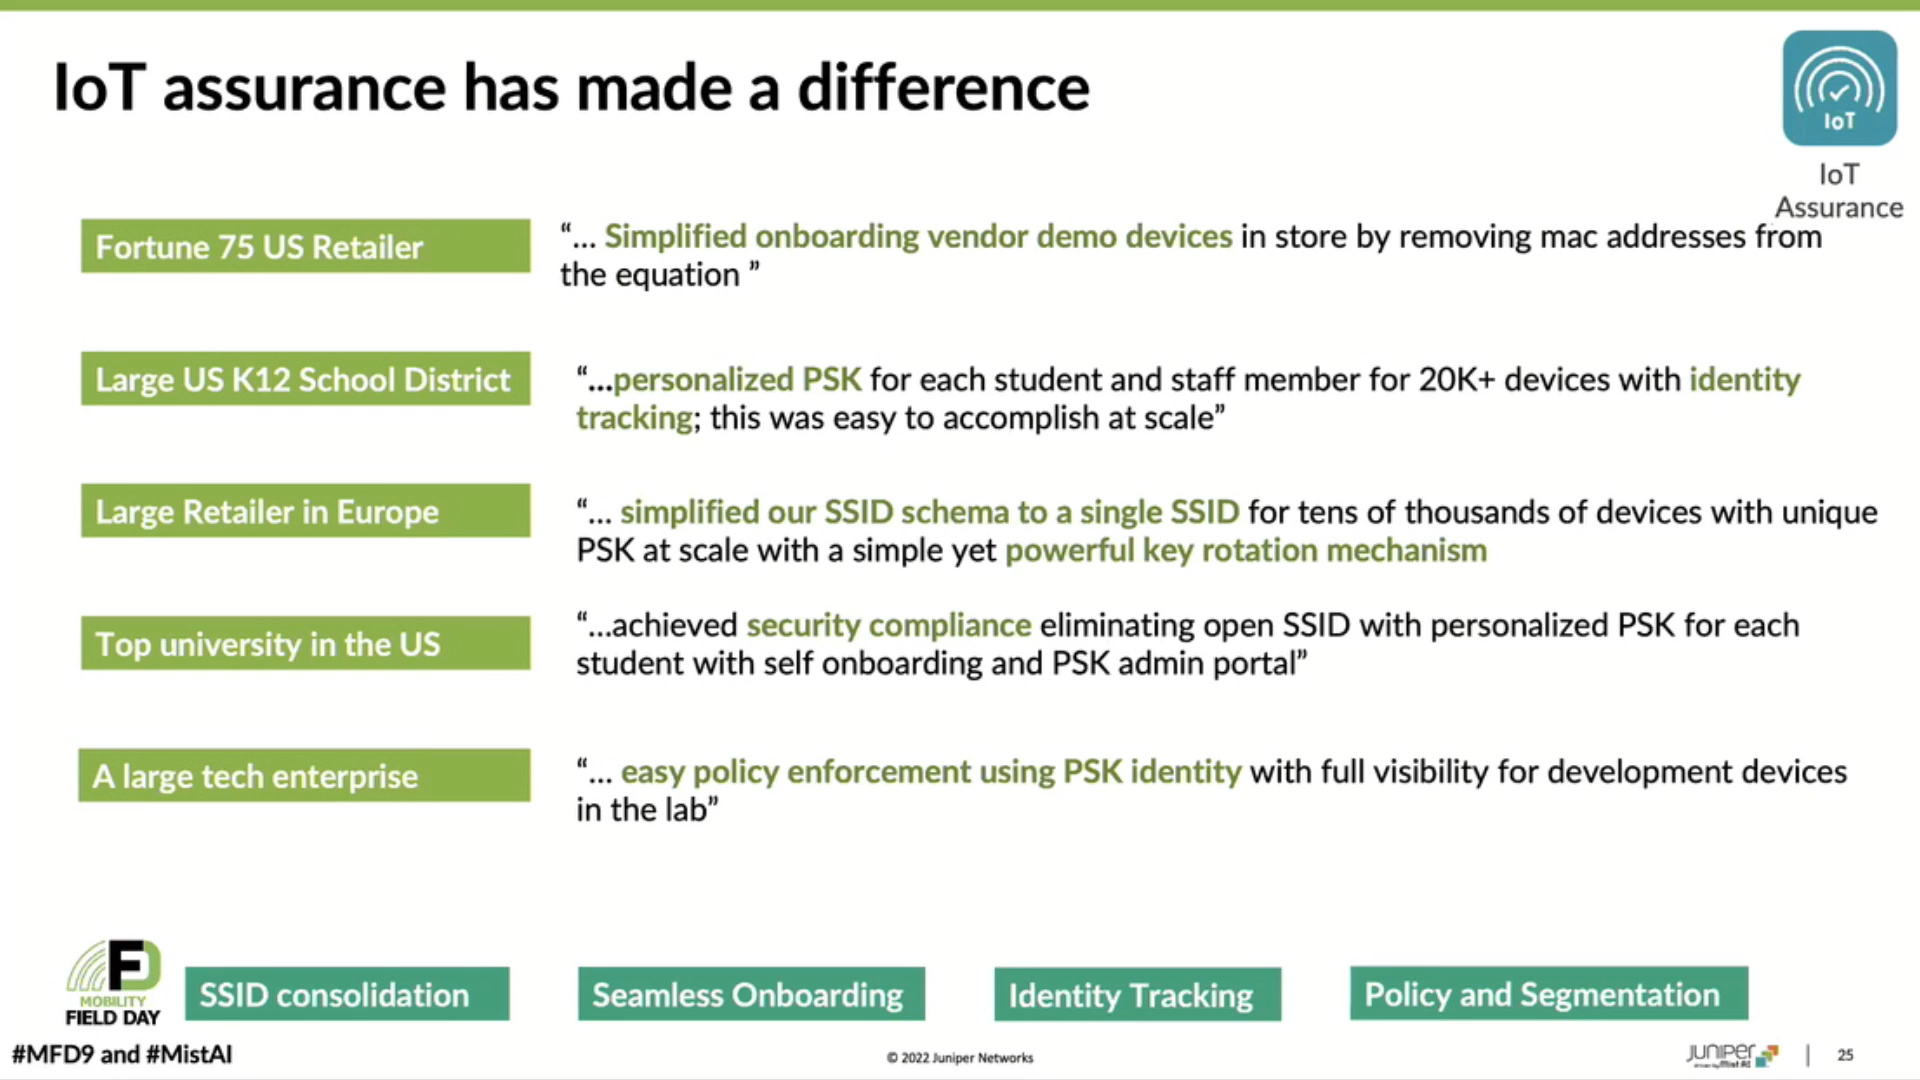 IoT assurance has made a difference
IoT
IoT
Assurance
Fortune 75 US Retailer
“... Simplified onboarding vendor demo devices in store by removing mac addresses from
the equation ”
Large US K12 School District
“...personalized PSK for each student and staff member for 20K+ devices with identity
tracking; this was easy to accomplish at scale”
Large Retailer in Europe
“... simplified our SSID schema to a single SSID for tens of thousands of devices with unique
PSK at scale with a simple yet powerful key rotation mechanism
Top university in the US
“...achieved security compliance eliminating open SSID with personalized PSK for each
student with self onboarding and PSK admin portal”
A large tech enterprise
“... easy policy enforcement using PSK identity with full visibility for development devices
in the lab”
FD
MOBILITY
FIELD DAY
SSID consolidation
Seamless Onboarding
Identity Tracking
Policy and Segmentation
#MFD9 and #MistAI
© 2022 Juniper Networks
JUNIPER
driven by Mist AI
25